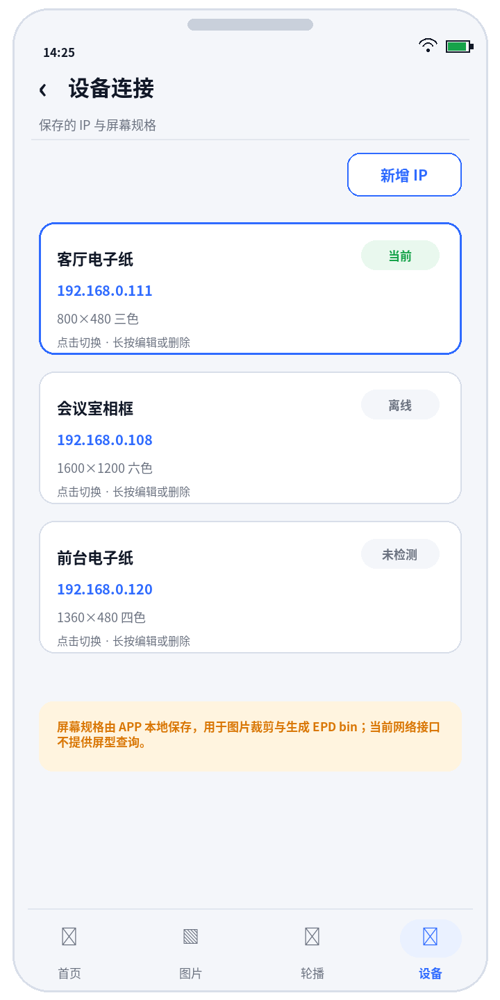 14:25
‹ 设备连接
保存的 IP 与屏幕规格
新增 IP
客厅电子纸
当前
192.168.0.111
800×480 三色
点击切换 · 长按编辑或删除
会议室相框
离线
192.168.0.108
1600×1200 六色
点击切换 · 长按编辑或删除
前台电子纸
未检测
192.168.0.120
1360×480 四色
点击切换 · 长按编辑或删除
屏幕规格由 APP 本地保存，用于图片裁剪与生成 EPD bin；当前网络接口
不提供屏型查询。
首页
图片
轮播
设备